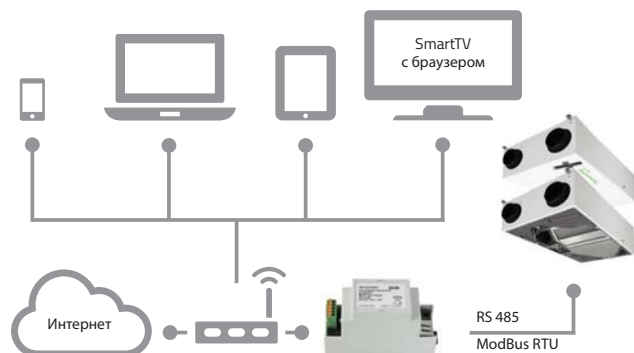 SmartTV
с браузером
Интернет
RS 485
ModBus RTU